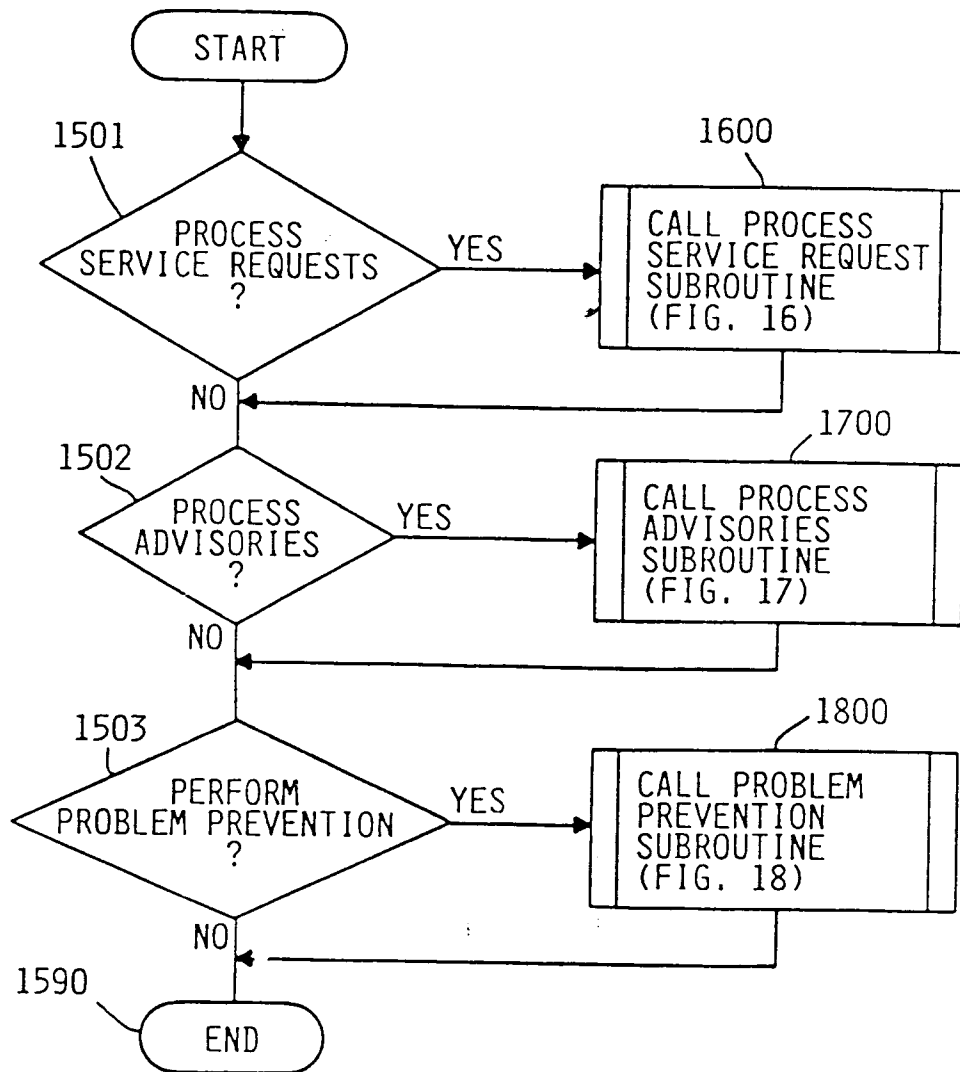 START
1501
PROCESS
SERVICE REQUESTS
?
YES
1600
CALL PROCESS
SERVICE REQUEST
SUBROUTINE
(FIG. 16)
NO
1502
PROCESS
ADVISORIES
?
YES
1700
CALL PROCESS
ADVISORIES
SUBROUTINE
(FIG. 17)
NO
1503
PERFORM
PROBLEM PREVENTION
?
YES
1800
CALL PROBLEM
PREVENTION
SUBROUTINE
(FIG. 18)
NO
1590
END